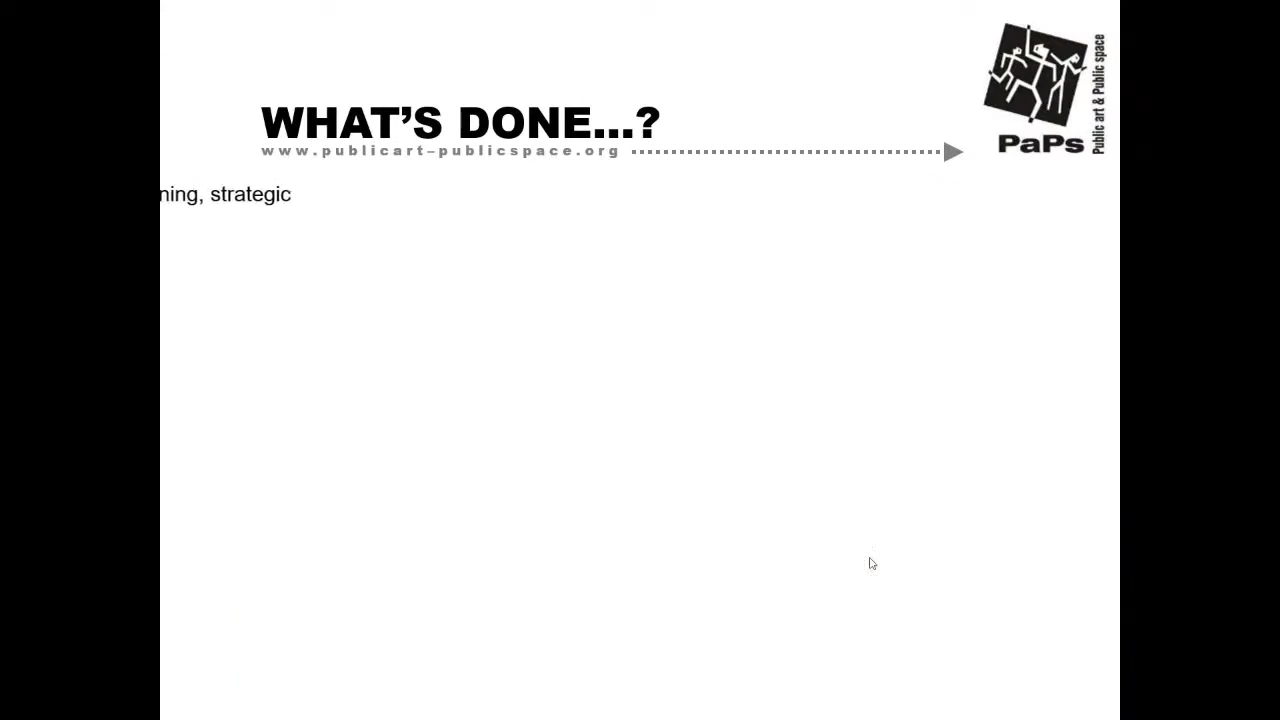 WHAT'S DONE...?
www.publicart-publicspace.org
ning, strategic
PaPs
Public art & Public space